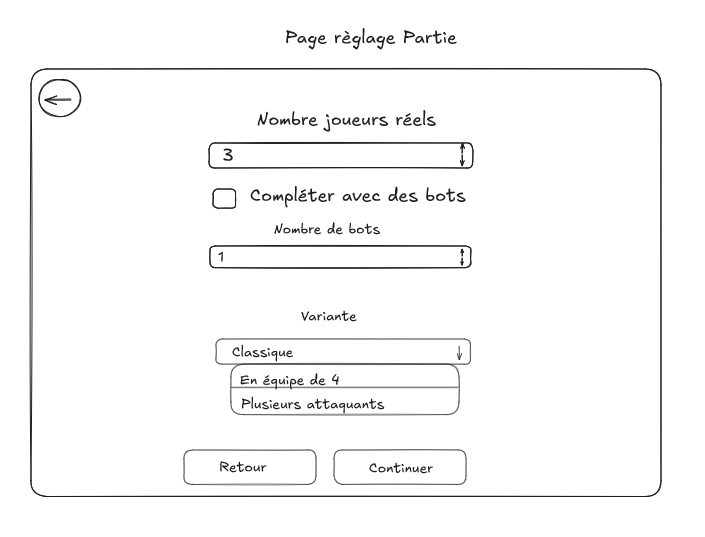 Page règlage Partie
Nombre joueurs réels
3
Compléter avec des bots
Nombre de bots
1
Variante
Classique
En équipe de 4
Plusieurs attaquants
Retour
Continuer